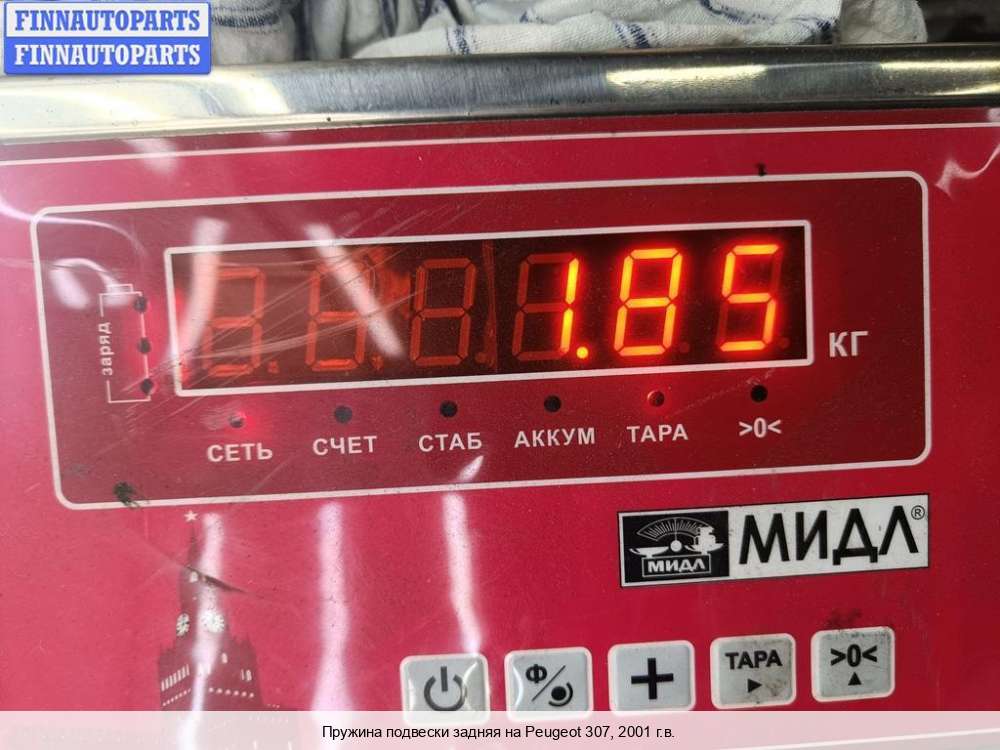 FINNAUTOPARTS
FINNAUTOPARTS
1.85
КГ
заряд
СЕТЬ СЧЕТ СТАБ АККУМ ТАРА >0<
МИДЛ МИДЛ®
Ф ТАРА >0<
Пружина подвески задняя на Peugeot 307, 2001 г.в.